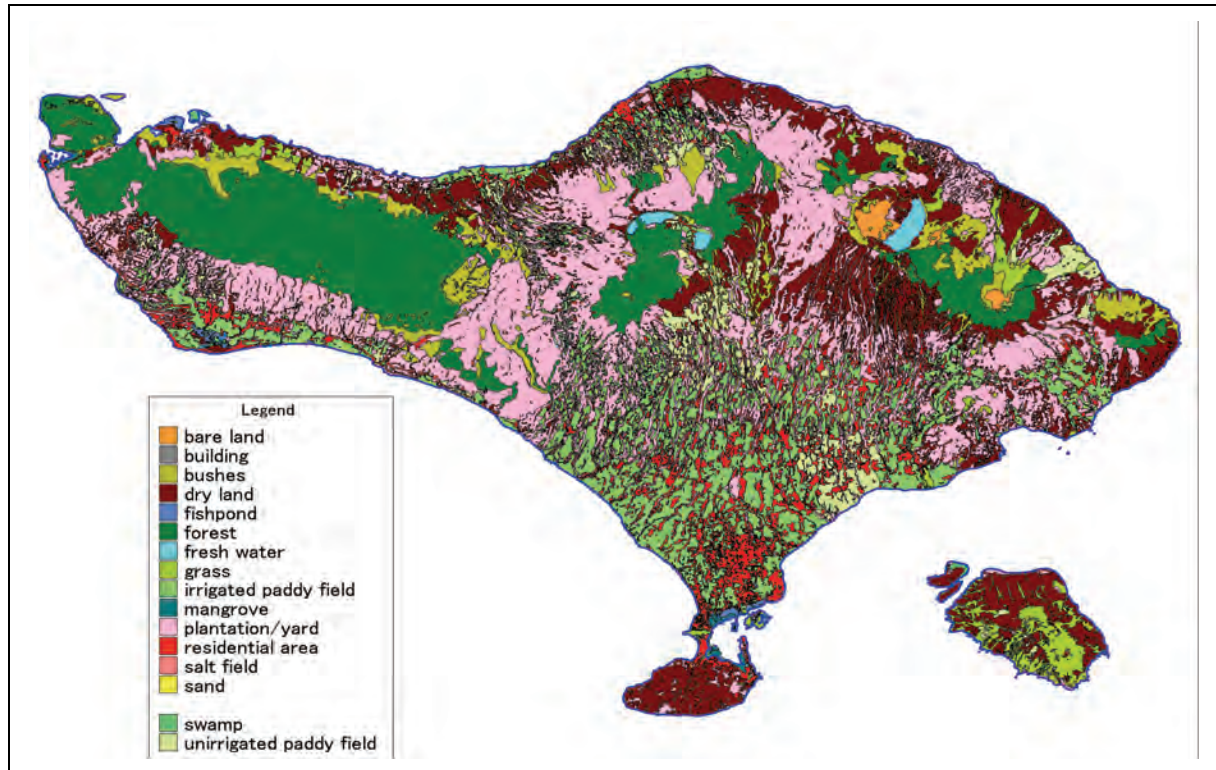 Legend
bare land
building
bushes
dry land
fishpond
forest
fresh water
grass
irrigated paddy field
mangrove
plantation/yard
residential area
salt field
sand
swamp
unirrigated paddy field